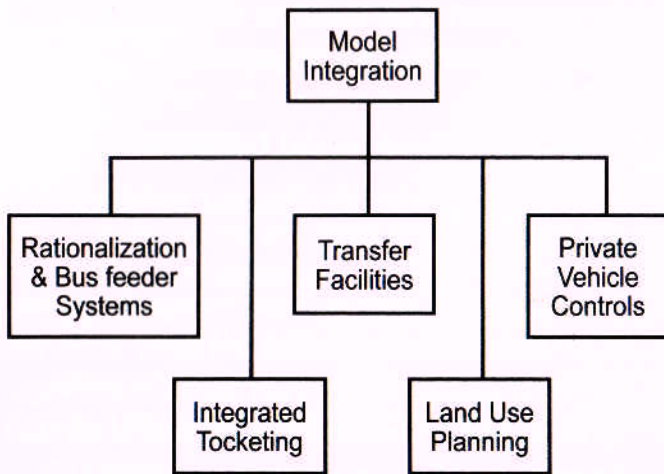 Model
Integration
Rationalization
& Bus feeder
Systems
Transfer
Facilities
Private
Vehicle
Controls
Integrated
Tocketing
Land Use
Planning